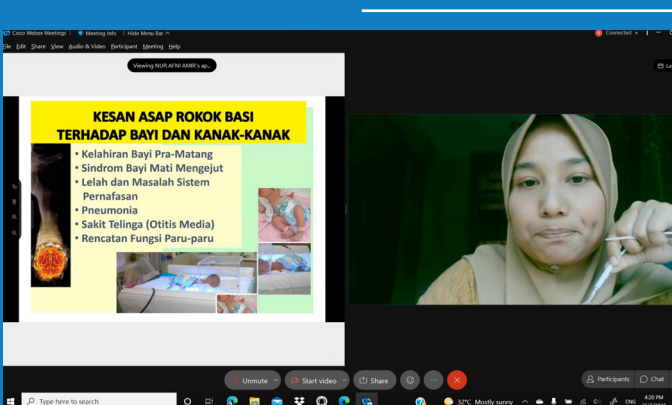 Cisco Webex Meetings
Meeting Info
Hide Menu Bar
Connected
File Edit Share View Audio & Video Participant Meeting Help
Viewing NUR AFNI AMIR's ap...
KESAN ASAP ROKOK BASI
TERHADAP BAYI DAN KANAK-KANAK
• Kelahiran Bayi Pra-Matang
• Sindrom Bayi Mati Mengejut
• Lelah dan Masalah Sistem
Pernafasan
• Pneumonia
• Sakit Telinga (Otitis Media)
• Rencatan Fungsi Paru-paru
Unmute
Start video
Share
Participants
Chat
Type here to search
32°C Mostly sunny
ENG
4:20 PM